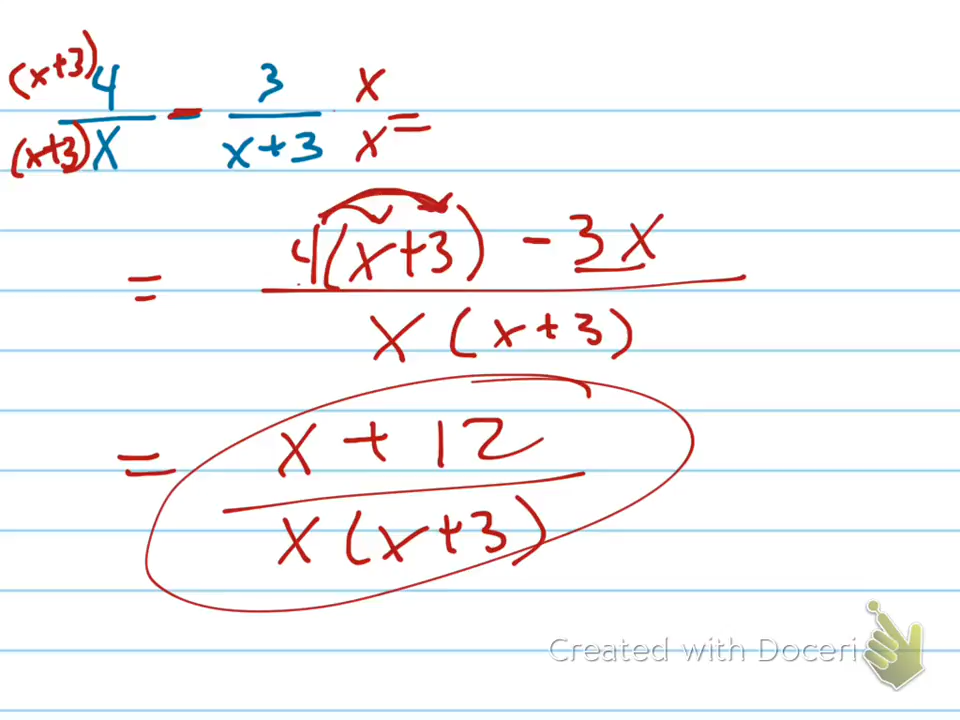 (x+3)4 / (x+3)x - 3 / x+3 x / x =
= 4(x+3) - 3x / x(x+3)
= x + 12 / x(x+3)
Created with Doceri